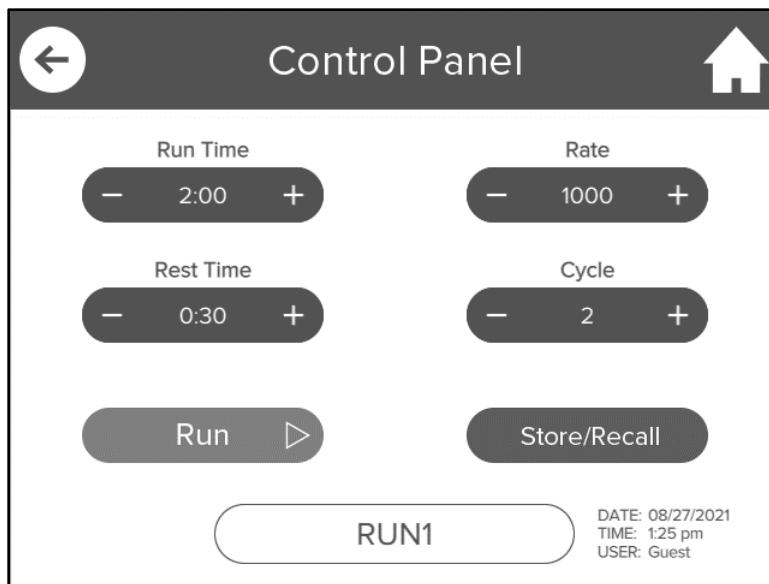 Control Panel
Run Time
Rate
− 2:00 +
− 1000 +
Rest Time
Cycle
− 0:30 +
− 2 +
Run
Store/Recall
RUN1
DATE: 08/27/2021
TIME: 1:25 pm
USER: Guest